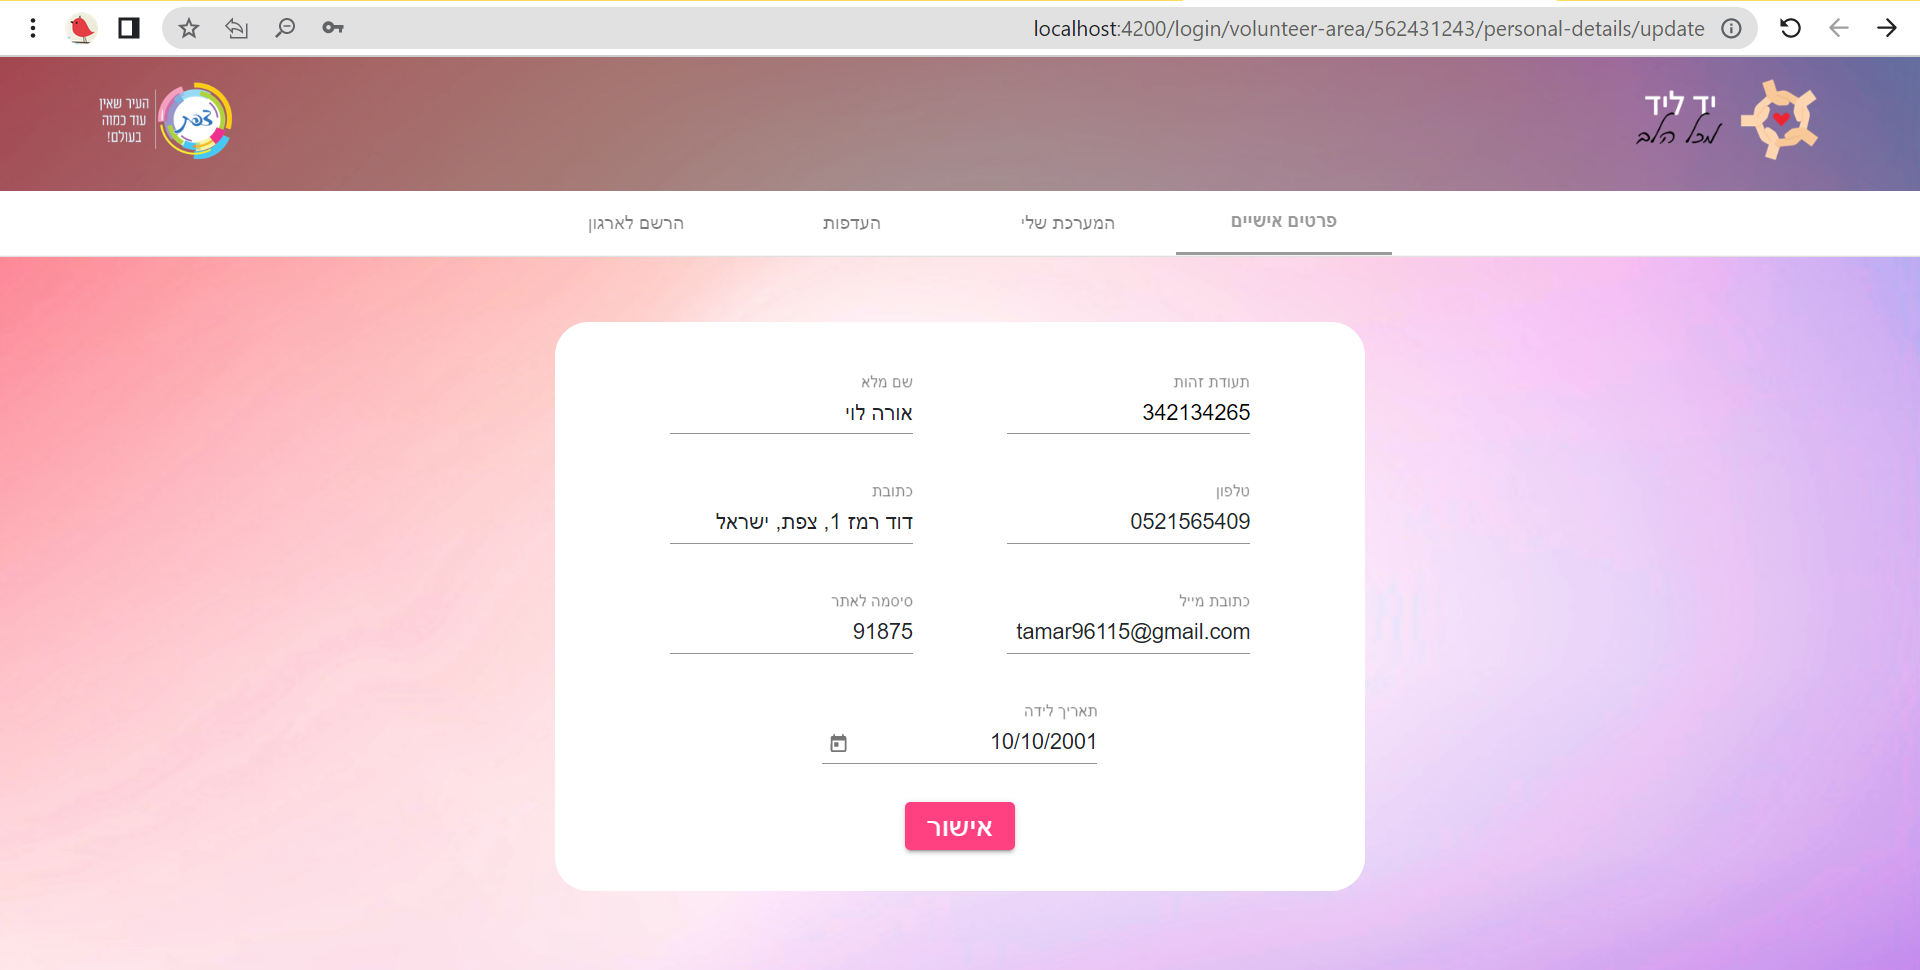 localhost:4200/login/volunteer-area/562431243/personal-details/update
יד ליד
מכל הלב
צפת
העיר שאין
עוד כמוה
בעולם!
פרטים אישיים
המערכת שלי
העדפות
הרשם לארגון
תעודת זהות
342134265
שם מלא
אורה לוי
טלפון
0521565409
כתובת
דוד רמז 1, צפת, ישראל
כתובת מייל
tamar96115@gmail.com
סיסמה לאתר
91875
תאריך לידה
10/10/2001
אישור